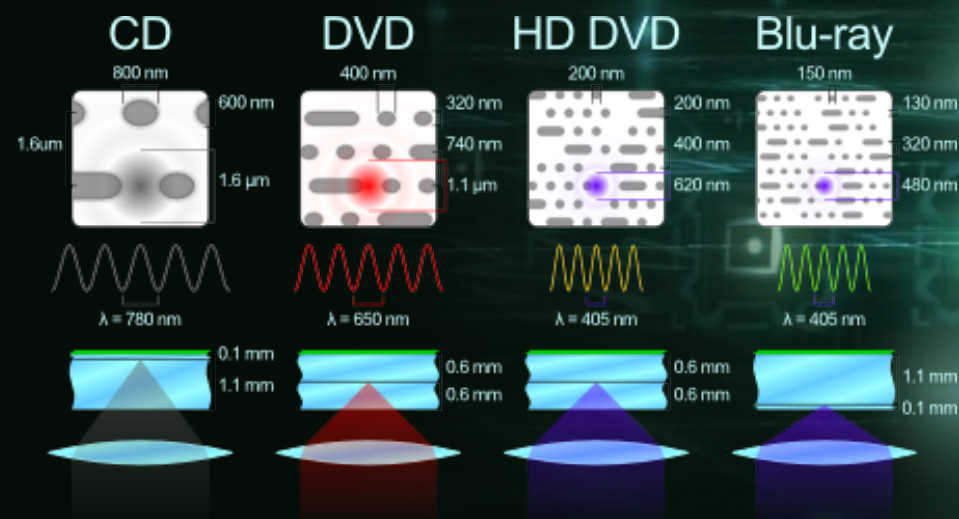 CD
800 nm
600 nm
1.6um
1.6 µm
λ = 780 nm
0.1 mm
1.1 mm
DVD
400 nm
320 nm
740 nm
1.1 µm
λ = 650 nm
0.6 mm
0.6 mm
HD DVD
200 nm
200 nm
400 nm
620 nm
λ = 405 nm
0.6 mm
0.6 mm
Blu-ray
150 nm
130 nm
320 nm
480 nm
λ = 405 nm
1.1 mm
0.1 mm